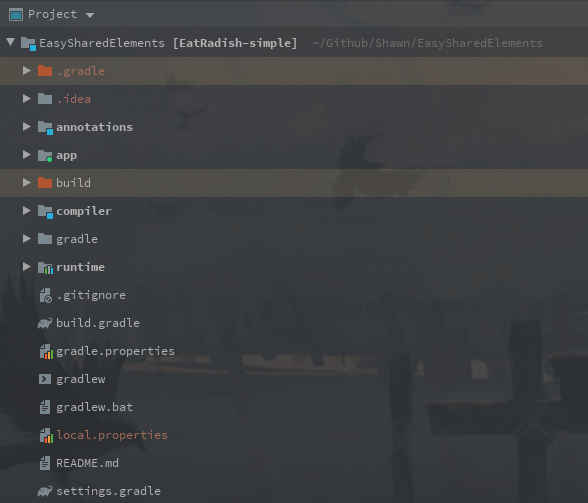 Project
EasySharedElements [EatRadish-simple] ~/Github/Shawn/EasySharedElements
.gradle
.idea
annotations
app
build
compiler
gradle
runtime
.gitignore
build.gradle
gradle.properties
gradlew
gradlew.bat
local.properties
README.md
settings.gradle